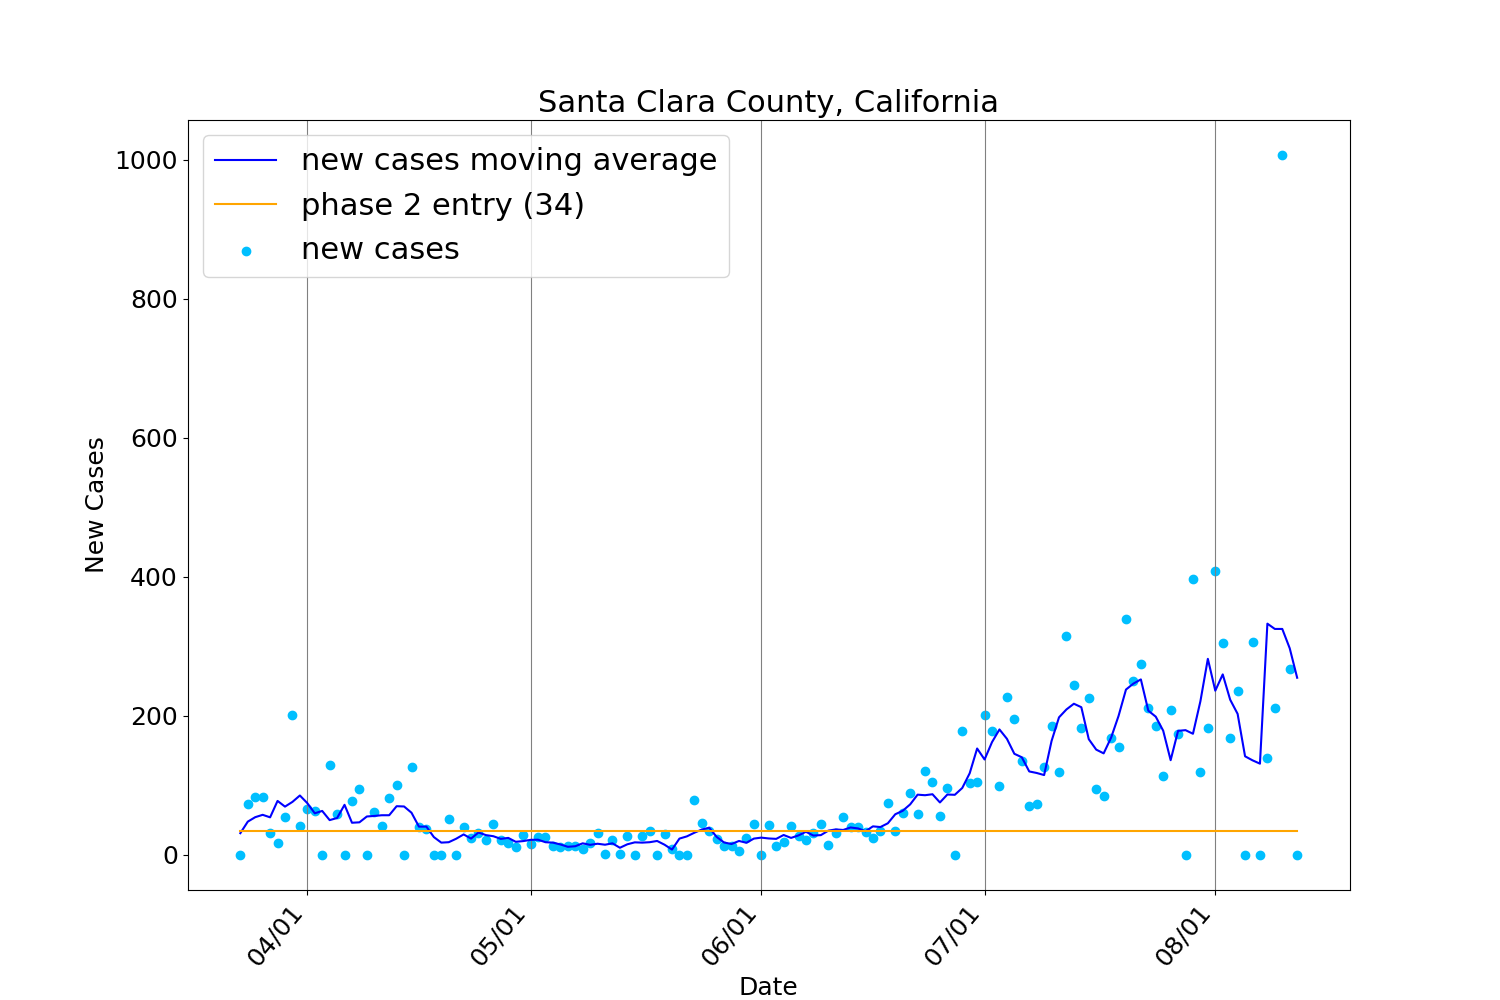 Santa Clara County, California
new cases moving average
phase 2 entry (34)
new cases
1000
800
600
400
200
0
New Cases
04/01
05/01
06/01
07/01
08/01
Date